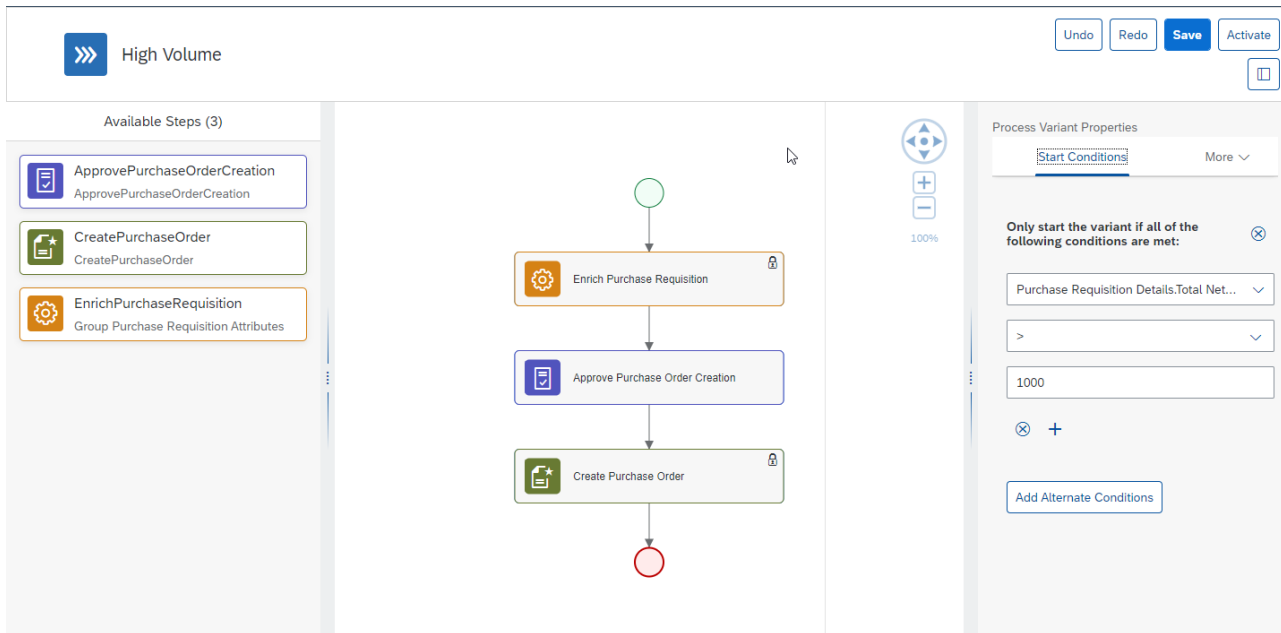 High Volume
Undo
Redo
Save
Activate
Available Steps (3)
ApprovePurchaseOrderCreation
ApprovePurchaseOrderCreation
CreatePurchaseOrder
CreatePurchaseOrder
EnrichPurchaseRequisition
Group Purchase Requisition Attributes
Enrich Purchase Requisition
Approve Purchase Order Creation
Create Purchase Order
100%
Process Variant Properties
Start Conditions
More
Only start the variant if all of the
following conditions are met:
Purchase Requisition Details.Total Net...
>
1000
Add Alternate Conditions